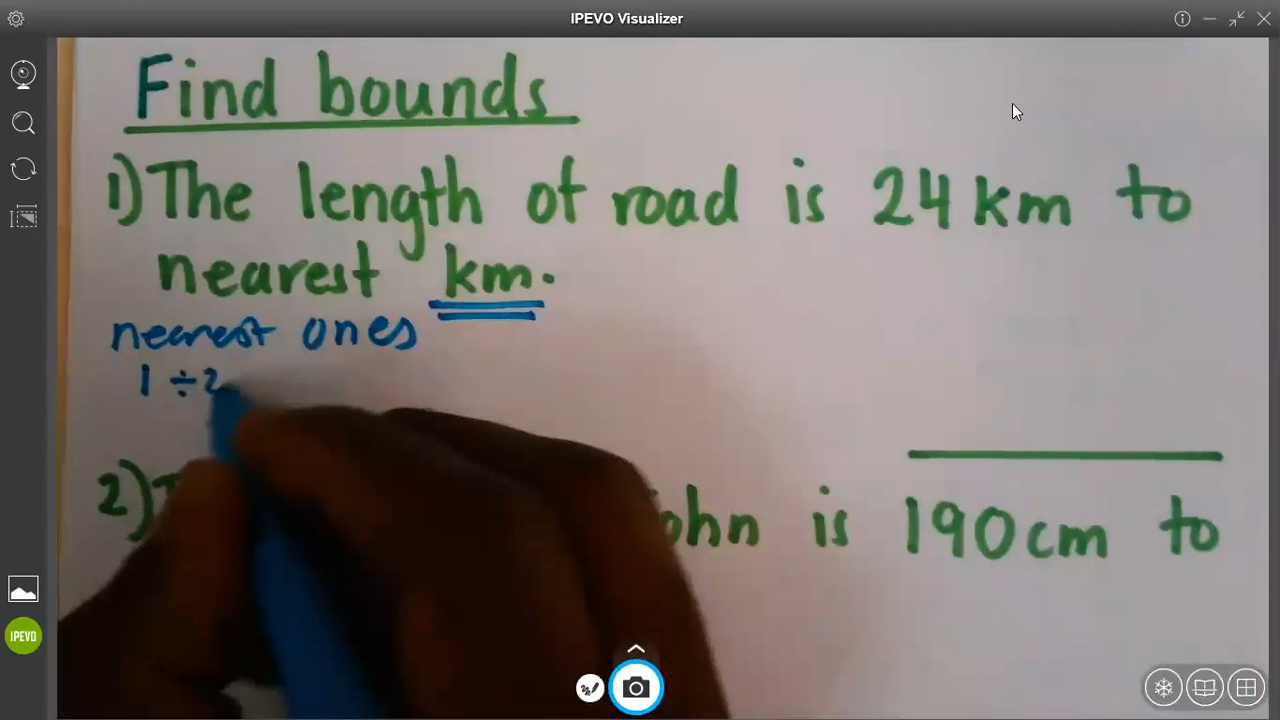 IPEVO Visualizer
Find bounds
1) The length of road is 24 km to
nearest km.
nearest ones
1 ÷ 2
2) John is 190 cm to
IPEVO